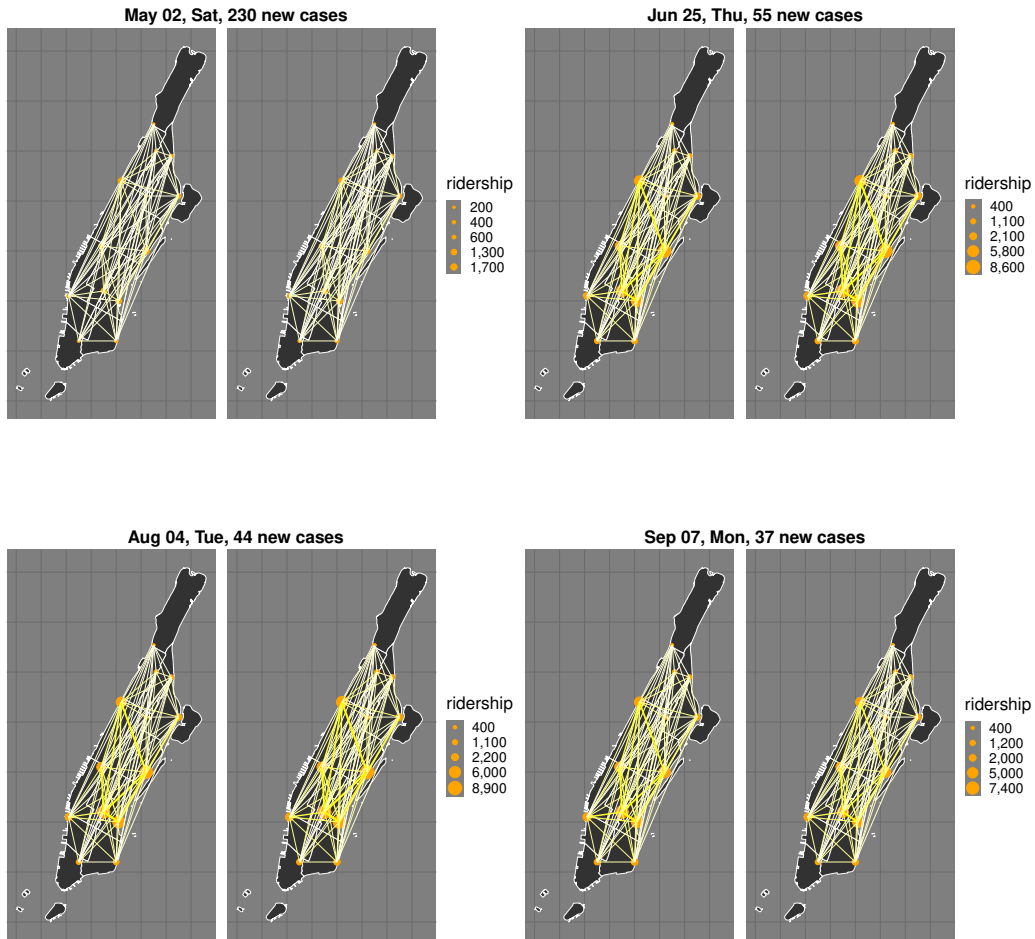 May 02, Sat, 230 new cases
ridership
200
400
600
1,300
1,700
Jun 25, Thu, 55 new cases
ridership
400
1,100
2,100
5,800
8,600
Aug 04, Tue, 44 new cases
ridership
400
1,100
2,200
6,000
8,900
Sep 07, Mon, 37 new cases
ridership
400
1,200
2,000
5,000
7,400